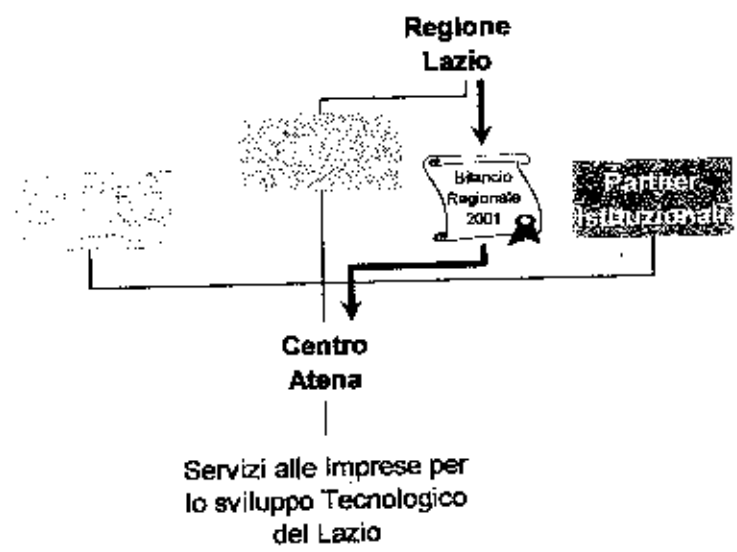 Regione
Lazio
Bilancio
Regionale
2001
Partner
Istituzionali
Centro
Atena
Servizi alle Imprese per
lo sviluppo Tecnologico
del Lazio